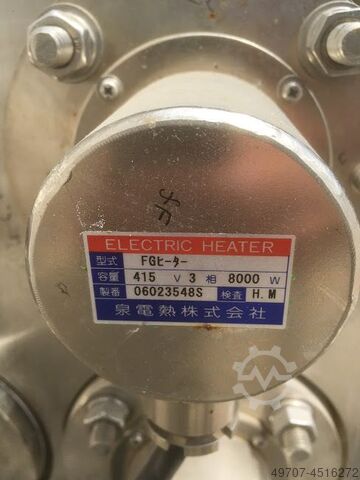 ELECTRIC HEATER
型式 FGヒーター
容量 415 V 3 相 8000 W
製番 06023548S 検査 H.M
泉電熱株式会社
49707-4516272